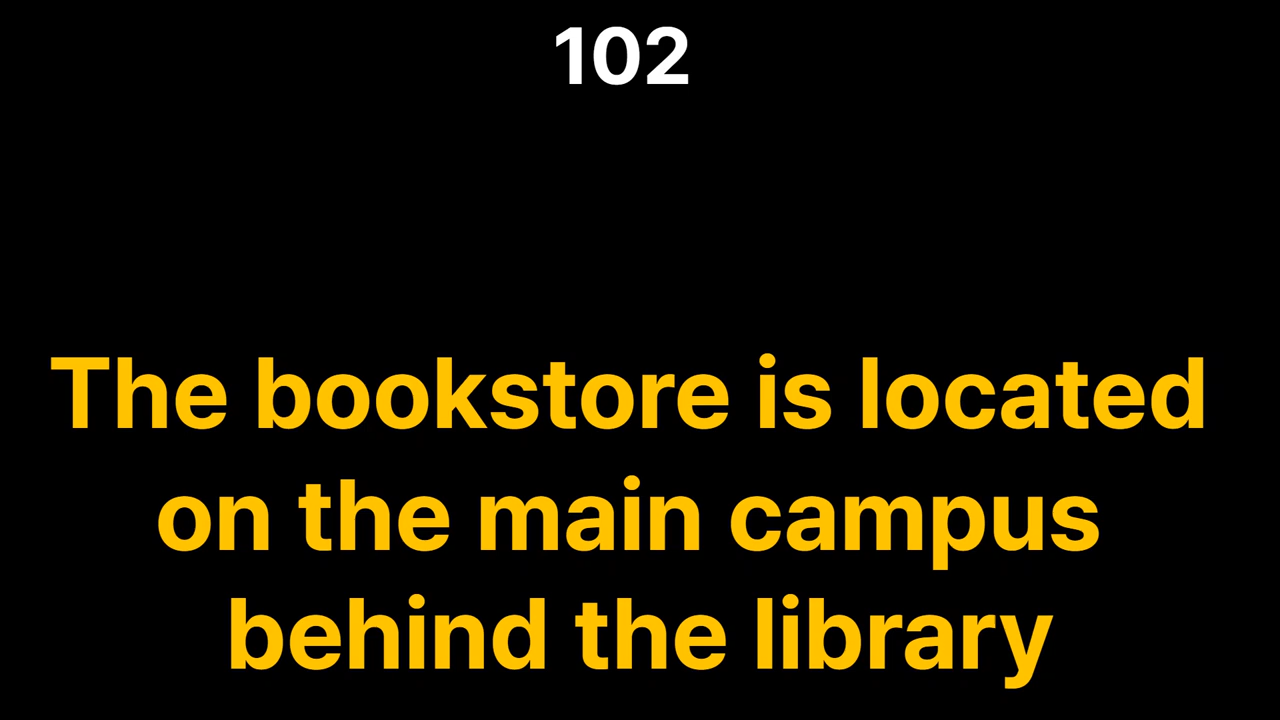 102
The bookstore is located
on the main campus
behind the library